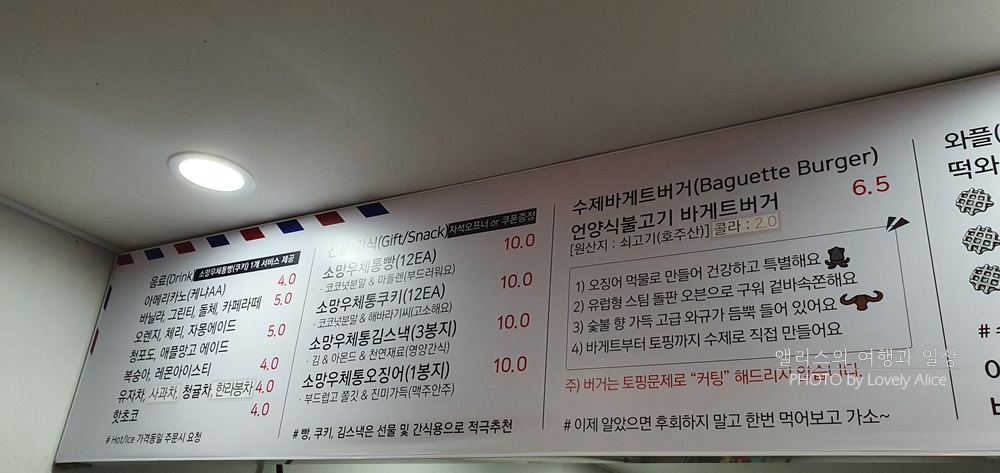 음료(Drink) 소망우체통빵(쿠키) 1개 서비스 제공
아메리카노(케냐AA) 4.0
바닐라, 그린티, 돌체, 카페라떼 5.0
오렌지, 체리, 자몽에이드
청포도, 애플망고 에이드 5.0
복숭아, 레몬아이스티 4.0
유자차, 사과차, 청귤차, 한라봉차 4.0
핫초코 4.0
# Hot/Ice 가격동일 주문시 요청
선물/간식(Gift/Snack) 자석오프너 or 쿠폰증정
소망우체통빵(12EA) 10.0
· 코코넛분말 & 마들렌(부드러워요)
소망우체통쿠키(12EA) 10.0
· 코코넛분말 & 해바라기씨(고소해요)
소망우체통김스낵(3봉지) 10.0
· 김 & 아몬드 & 천연재료(영양간식)
소망우체통오징어(1봉지) 10.0
· 부드럽고 쫄깃 & 진미가득(맥주안주)
# 빵, 쿠키, 김스낵은 선물 및 간식용으로 적극추천
수제바게트버거(Baguette Burger)
언양식불고기 바게트버거 6.5
[원산지 : 쇠고기(호주산)] 콜라 : 2.0
1) 오징어 먹물로 만들어 건강하고 특별해요
2) 유럽형 스팀 돌판 오븐으로 구워 겉바속쫀해요
3) 숯불 향 가득 고급 와규가 듬뿍 들어 있어요
4) 바게트부터 토핑까지 수제로 직접 만들어요
주) 버거는 토핑문제로 "커팅" 해드리지 않습니다.
# 이제 알았으면 후회하지 말고 한번 먹어보고 가소~
와플(
떡와
앨리스의 여행과 일상
PHOTO by Lovely Alice